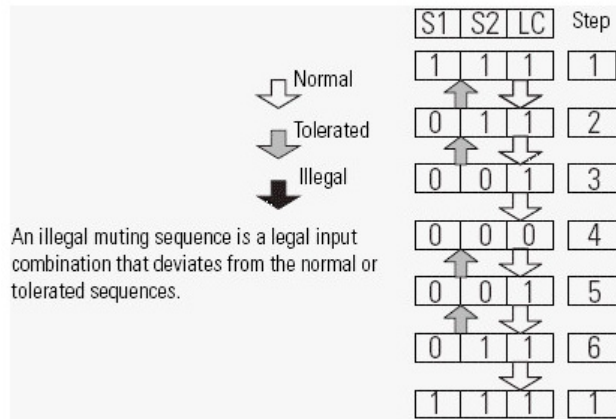 S1 S2 LC Step
1 1 1 1
Normal
0 1 1 2
Tolerated
0 0 1 3
Illegal
0 0 0 4
An illegal muting sequence is a legal input
combination that deviates from the normal or
tolerated sequences.
0 0 1 5
0 1 1 6
1 1 1 1